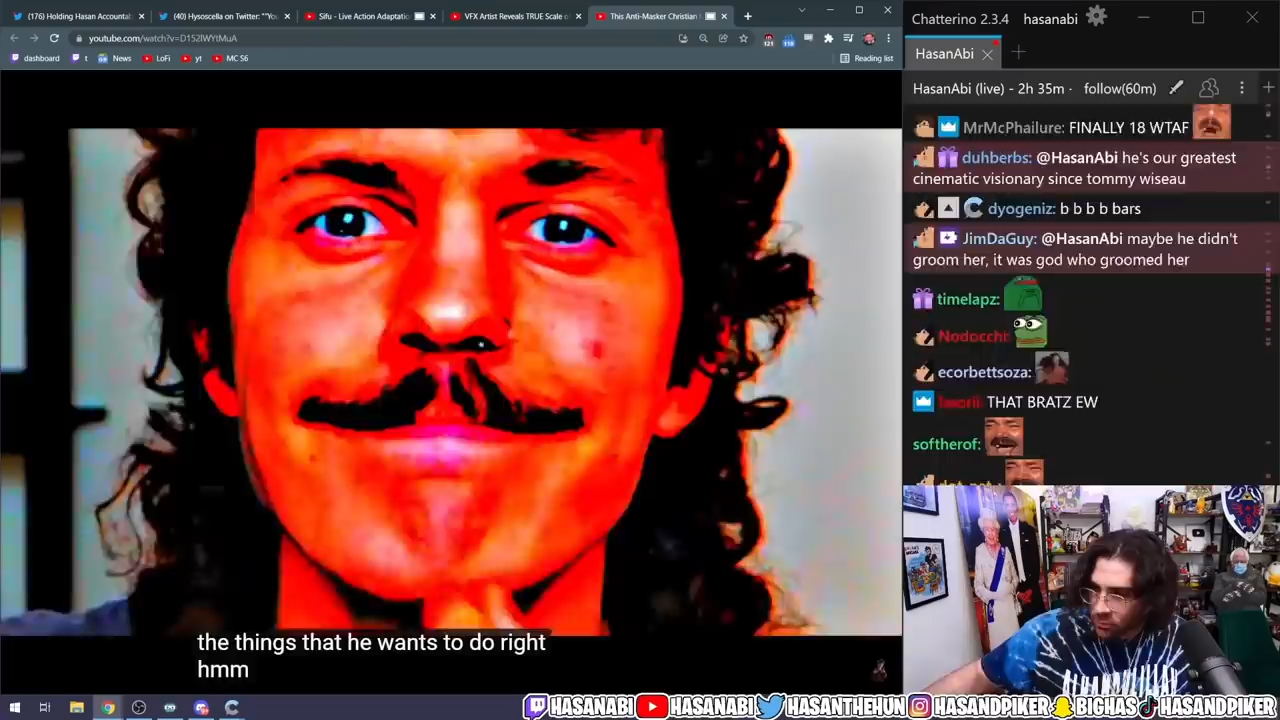 (176) Holding Hasan Accountabl
(40) Hysoscella on Twitter: "“You
Sifu - Live Action Adaptatio
VFX Artist Reveals TRUE Scale o
This Anti-Masker Christian
youtube.com/watch?v=D152lWYtMuA
dashboard
t
News
LoFi
yt
MC S6
Reading list
the things that he wants to do right
hmm
Chatterino 2.3.4
hasanabi
HasanAbi
HasanAbi (live) - 2h 35m -
follow(60m)
MrMcPhailure: FINALLY 18 WTAF
duhberbs: @HasanAbi he's our greatest
cinematic visionary since tommy wiseau
dyogeniz: b b b b bars
JimDaGuy: @HasanAbi maybe he didn't
groom her, it was god who groomed her
timelapz:
Nodocchi:
ecorbettsoza:
THAT BRATZ EW
softherof:
HASANABI
HASANABI
HASANTHEHUN
HASANDPIKER
BIGHAS
HASANDPIKER